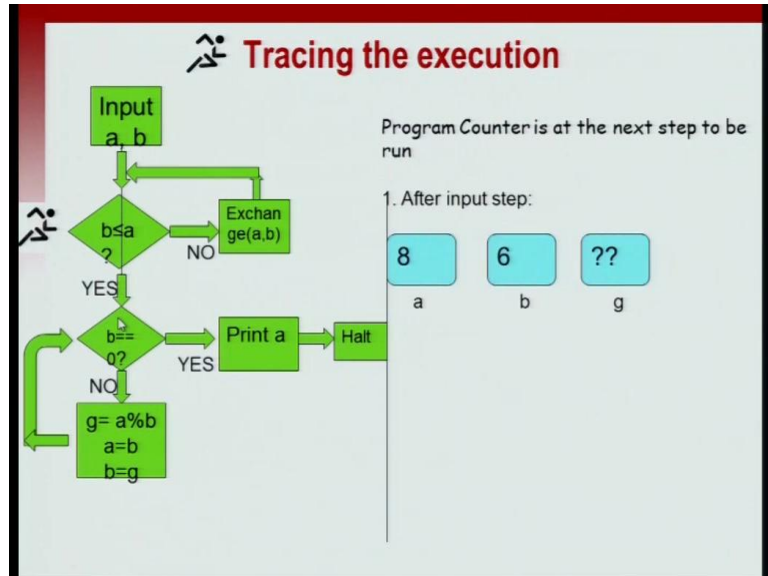 Tracing the execution
Input
a, b
Program Counter is at the next step to be
run
1. After input step:
b≤a
?
Exchan
ge(a,b)
NO
8
6
??
a
b
g
YES
b==
0?
Print a
Halt
YES
NO
g= a%b
a=b
b=g